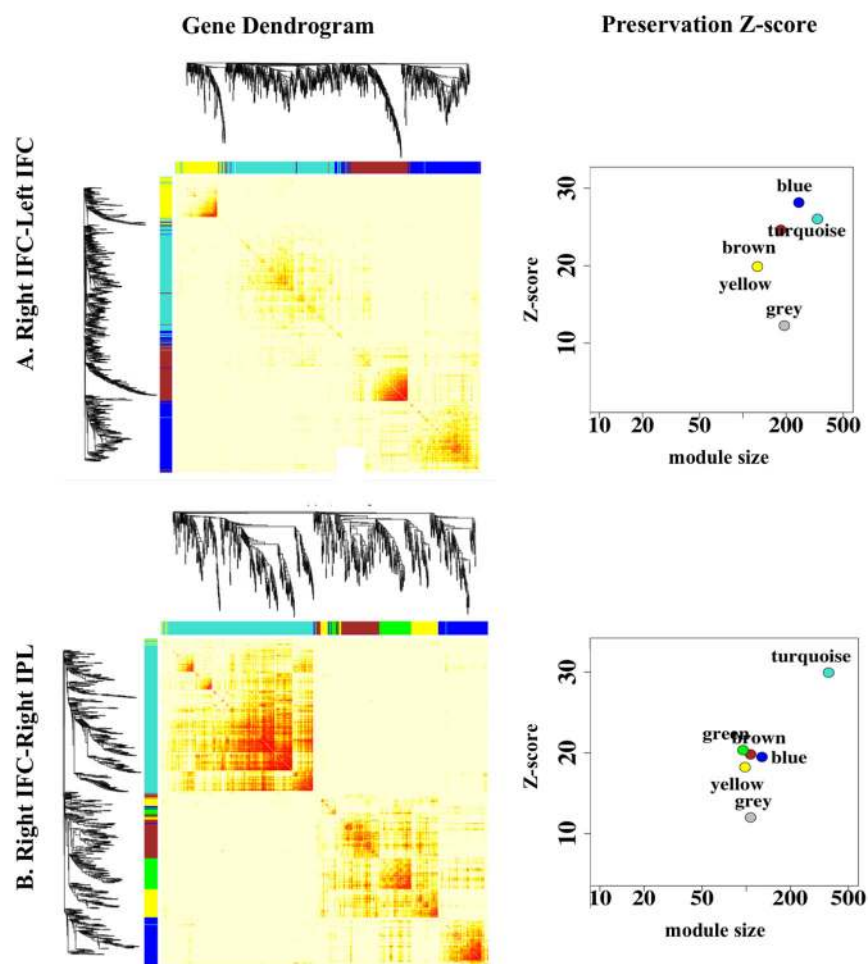 Gene Dendrogram
Preservation Z-score
A. Right IFC-Left IFC
Z-score
30
20
10
blue
turquoise
brown
yellow
grey
10 20 50 200 500
module size
B. Right IFC-Right IPL
Z-score
30
20
10
turquoise
green
brown
blue
yellow
grey
10 20 50 200 500
module size